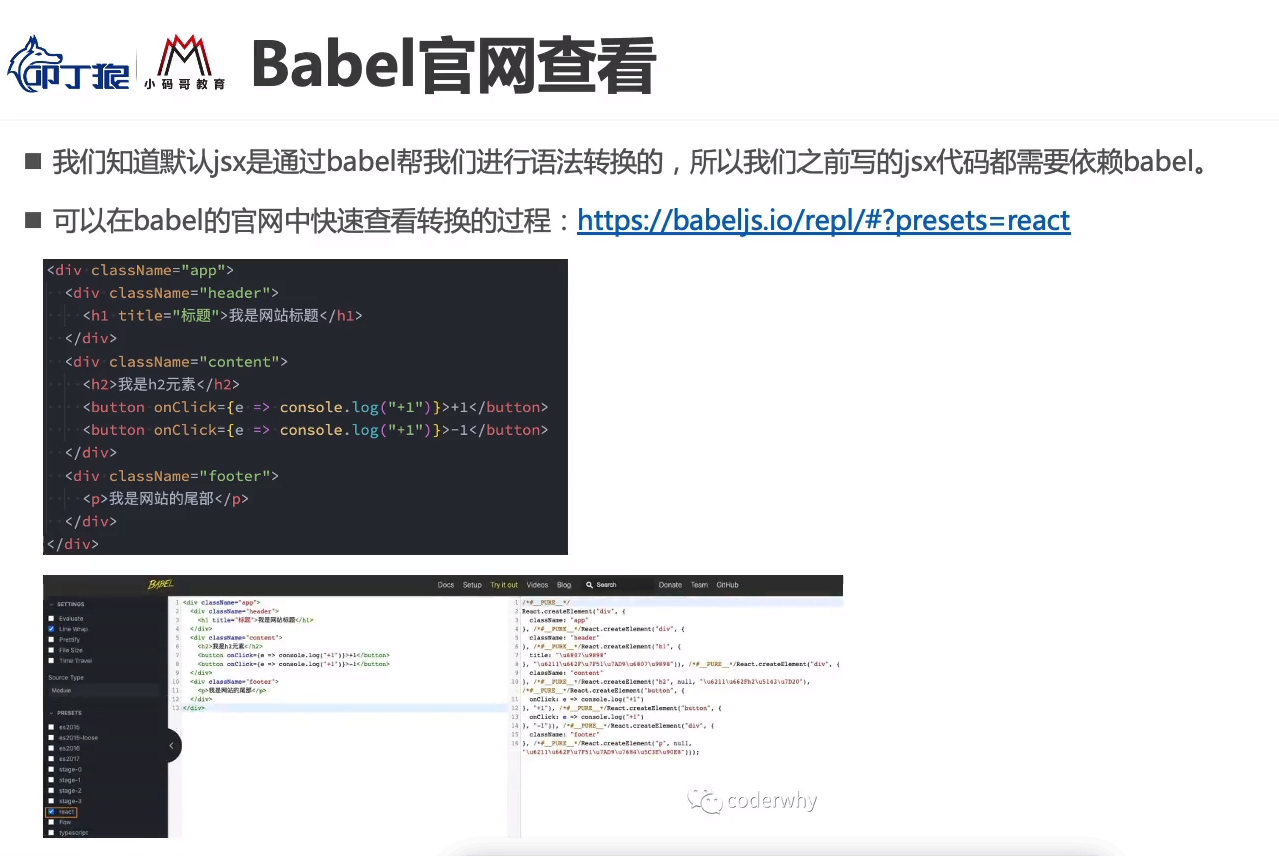 叩丁狼
小码哥教育
Babel官网查看
我们知道默认jsx是通过babel帮我们进行语法转换的，所以我们之前写的jsx代码都需要依赖babel。
可以在babel的官网中快速查看转换的过程：https://babeljs.io/repl/#?presets=react
<div className="app">
<div className="header">
<h1 title="标题">我是网站标题</h1>
</div>
<div className="content">
<h2>我是h2元素</h2>
<button onClick={e => console.log("+1")}>+1</button>
<button onClick={e => console.log("+1")}>-1</button>
</div>
<div className="footer">
<p>我是网站的尾部</p>
</div>
</div>
BABEL Docs Setup Try it out Videos Blog Search Donate Team GitHub
SETTINGS
Evaluate
Line Wrap
Prettify
File Size
Time Travel
Source Type
Module
PRESETS
es2015
es2015-loose
es2016
es2017
stage-0
stage-1
stage-2
stage-3
react
flow
typescript
1 <div className="app">
2 <div className="header">
3 <h1 title="标题">我是网站标题</h1>
4 </div>
5 <div className="content">
6 <h2>我是h2元素</h2>
7 <button onClick={e => console.log("+1")}>+1</button>
8 <button onClick={e => console.log("+1")}>-1</button>
9 </div>
10 <div className="footer">
11 <p>我是网站的尾部</p>
12 </div>
13 </div>
1 /*#__PURE__*/
2 React.createElement("div", {
3 className: "app"
4 }, /*#__PURE__*/React.createElement("div", {
5 className: "header"
6 }, /*#__PURE__*/React.createElement("h1", {
7 title: "\u6807\u9898"
8 }, "\u6211\u662F\u7F51\u7AD9\u6807\u9898")), /*#__PURE__*/React.createElement("div", {
9 className: "content"
10 }, /*#__PURE__*/React.createElement("h2", null, "\u6211\u662Fh2\u5143\u7D20"),
/*#__PURE__*/React.createElement("button", {
11 onClick: e => console.log("+1")
12 }, "+1"), /*#__PURE__*/React.createElement("button", {
13 onClick: e => console.log("+1")
14 }, "-1")), /*#__PURE__*/React.createElement("div", {
15 className: "footer"
16 }, /*#__PURE__*/React.createElement("p", null,
"\u6211\u662F\u7F51\u7AD9\u7684\u5C3E\u90E8")));
coderwhy